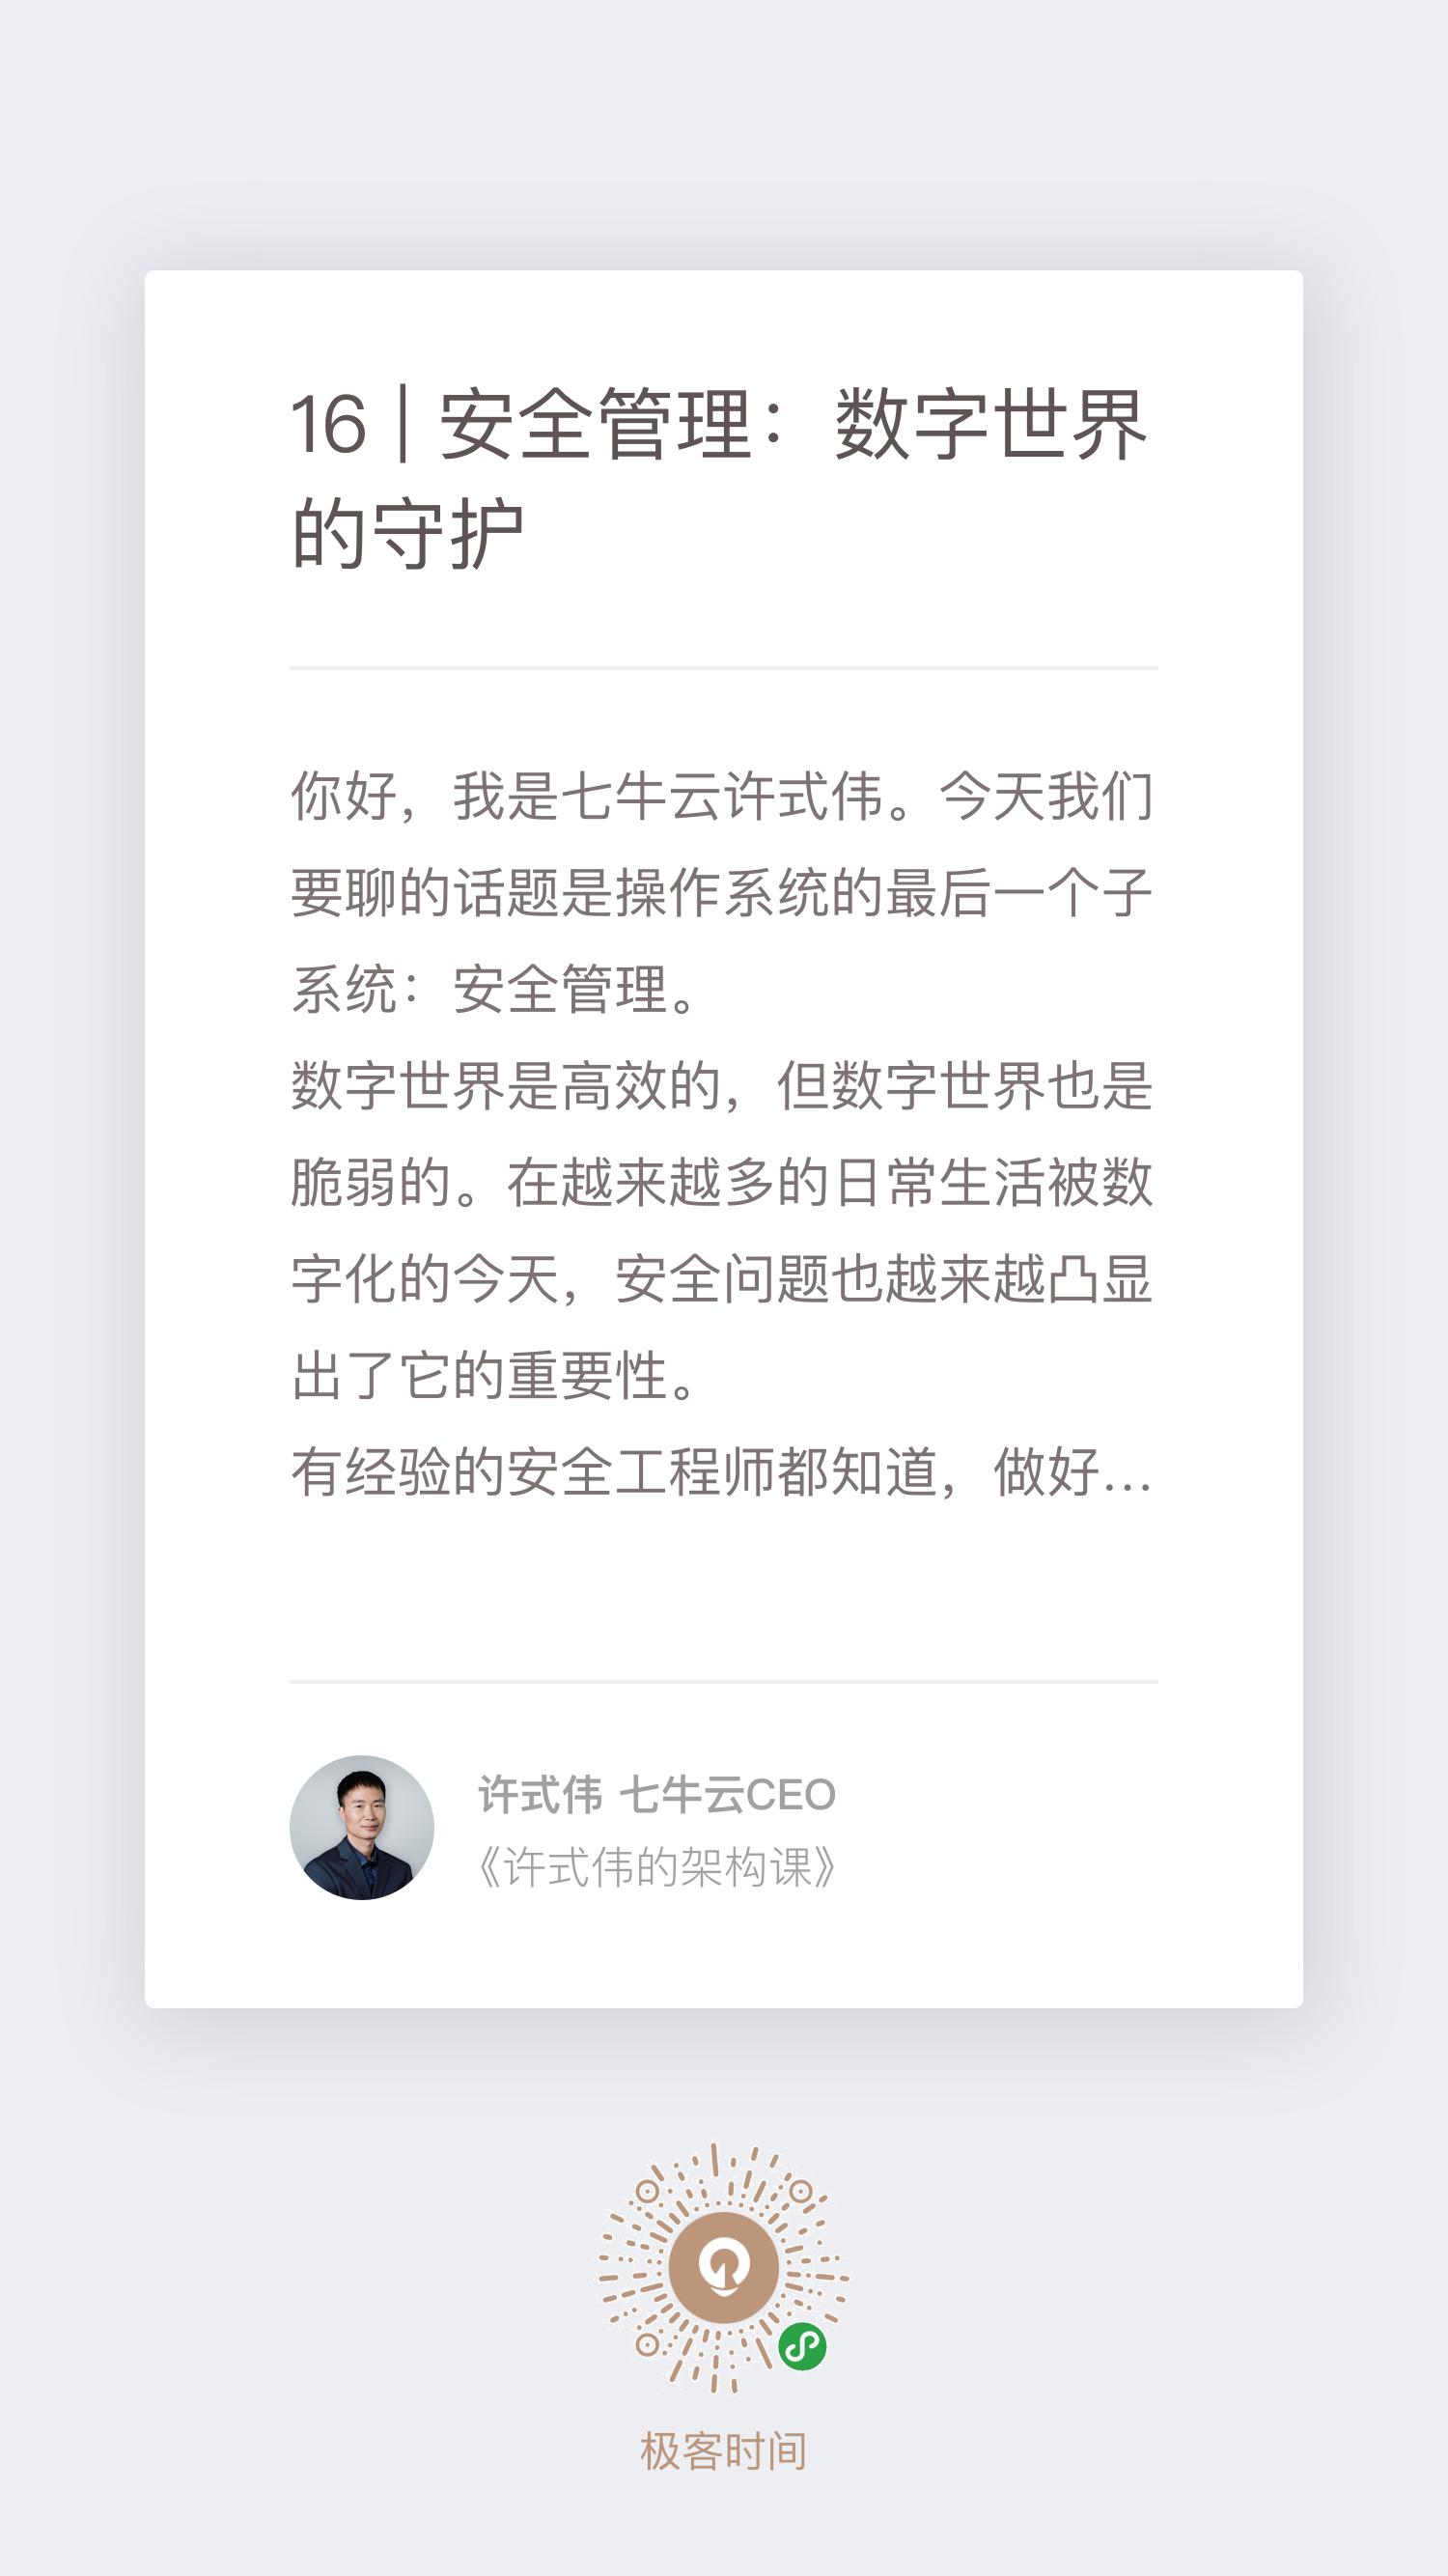 16 | 安全管理：数字世界
的守护
你好，我是七牛云许式伟。今天我们
要聊的话题是操作系统的最后一个子
系统：安全管理。
数字世界是高效的，但数字世界也是
脆弱的。在越来越多的日常生活被数
字化的今天，安全问题也越来越凸显
出了它的重要性。
有经验的安全工程师都知道，做好...
许式伟 七牛云CEO
《许式伟的架构课》
极客时间